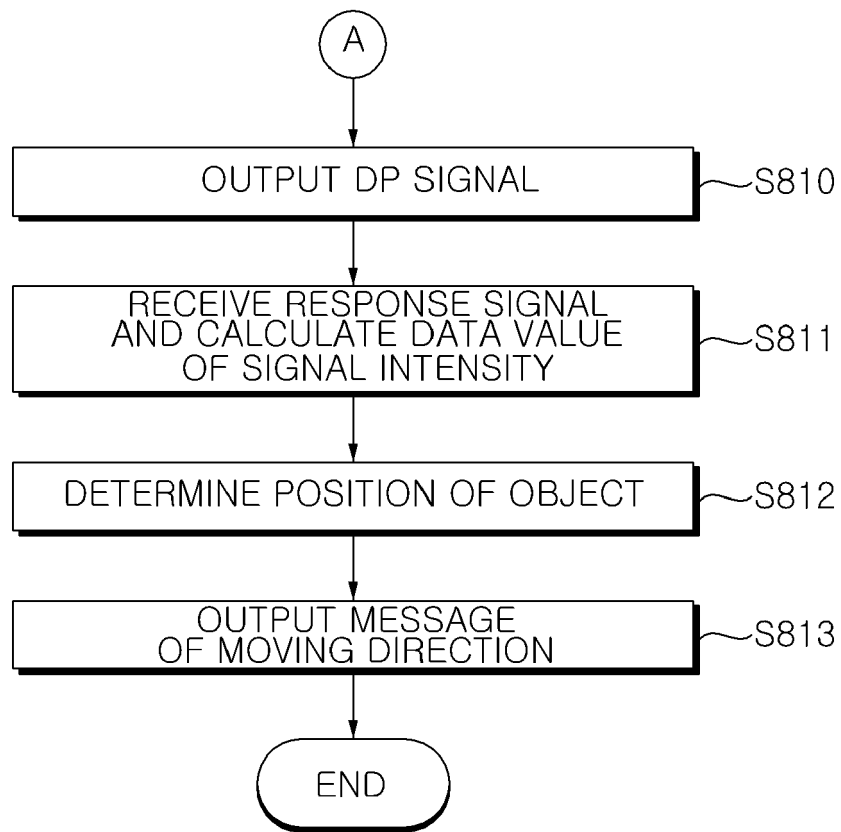 A
OUTPUT DP SIGNAL
S810
RECEIVE RESPONSE SIGNAL
AND CALCULATE DATA VALUE
OF SIGNAL INTENSITY
S811
DETERMINE POSITION OF OBJECT
S812
OUTPUT MESSAGE
OF MOVING DIRECTION
S813
END